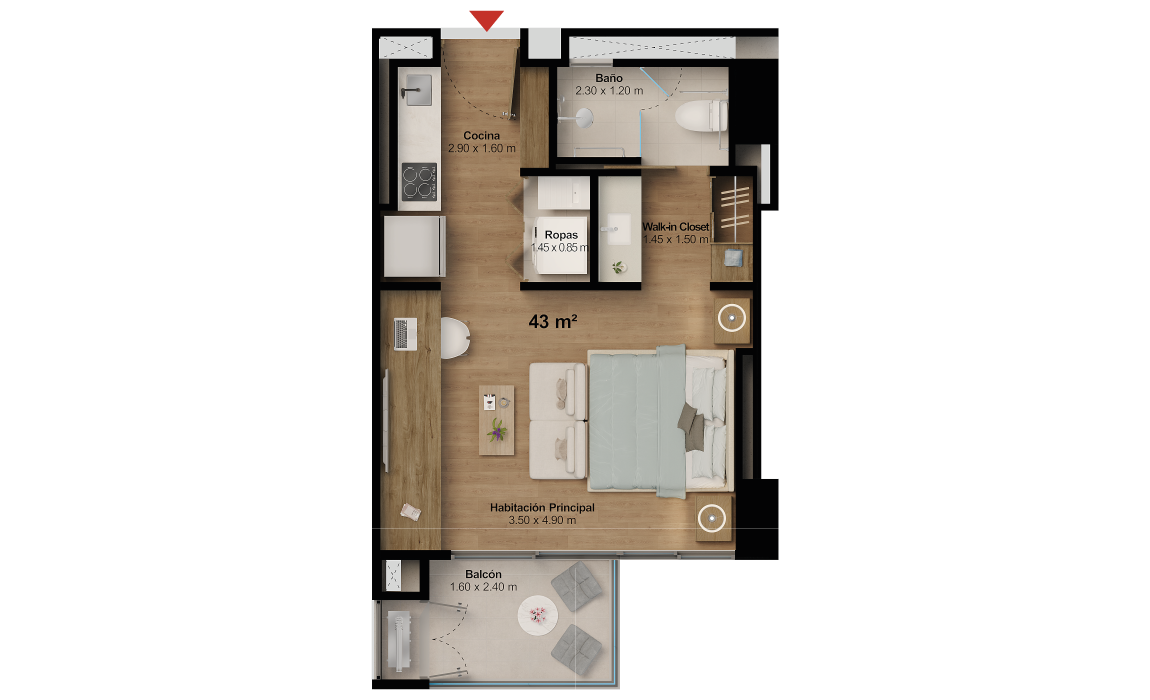 Baño
2.30 x 1.20 m
Cocina
2.90 x 1.60 m
Walk-in Closet
1.45 x 1.50 m
Ropas
1.45 x 0.85 m
43 m²
Habitación Principal
3.50 x 4.90 m
Balcón
1.60 x 2.40 m